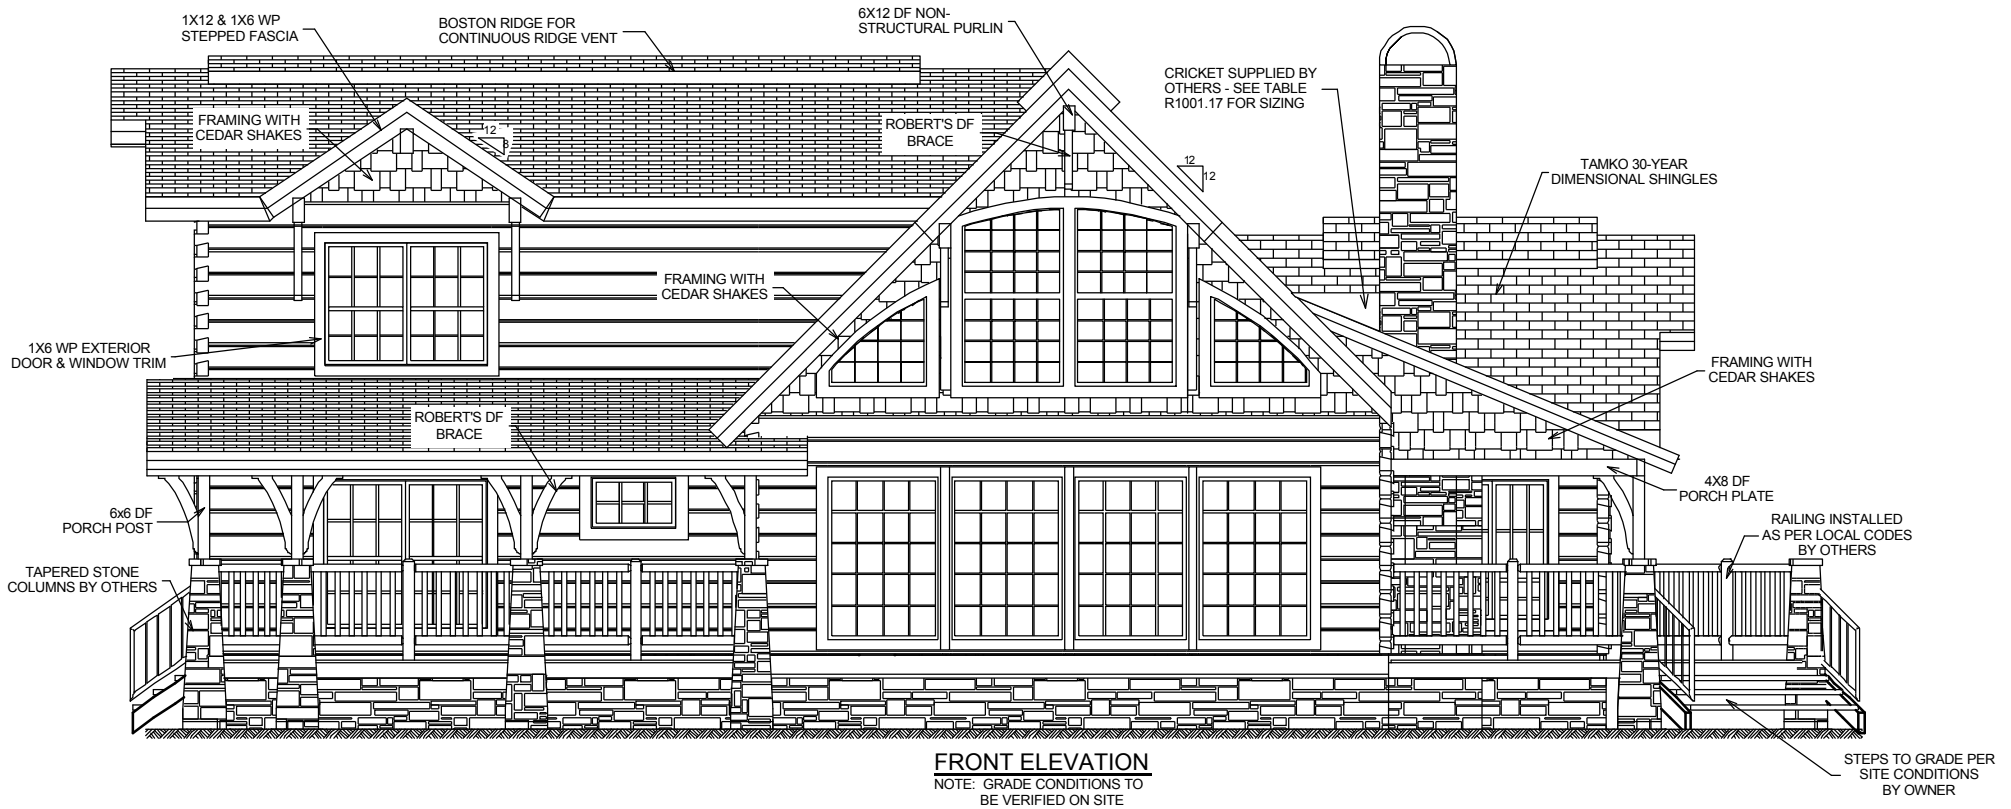 1X12 & 1X6 WP
STEPPED FASCIA
BOSTON RIDGE FOR
CONTINUOUS RIDGE VENT
6X12 DF NON-
STRUCTURAL PURLIN
CRICKET SUPPLIED BY
OTHERS - SEE TABLE
R1001.17 FOR SIZING
FRAMING WITH
CEDAR SHAKES
12
8
ROBERT'S DF
BRACE
12
12
TAMKO 30-YEAR
DIMENSIONAL SHINGLES
FRAMING WITH
CEDAR SHAKES
1X6 WP EXTERIOR
DOOR & WINDOW TRIM
FRAMING WITH
CEDAR SHAKES
ROBERT'S DF
BRACE
6x6 DF
PORCH POST
4X8 DF
PORCH PLATE
RAILING INSTALLED
AS PER LOCAL CODES
BY OTHERS
TAPERED STONE
COLUMNS BY OTHERS
STEPS TO GRADE PER
SITE CONDITIONS
BY OWNER
FRONT ELEVATION
NOTE: GRADE CONDITIONS TO
BE VERIFIED ON SITE